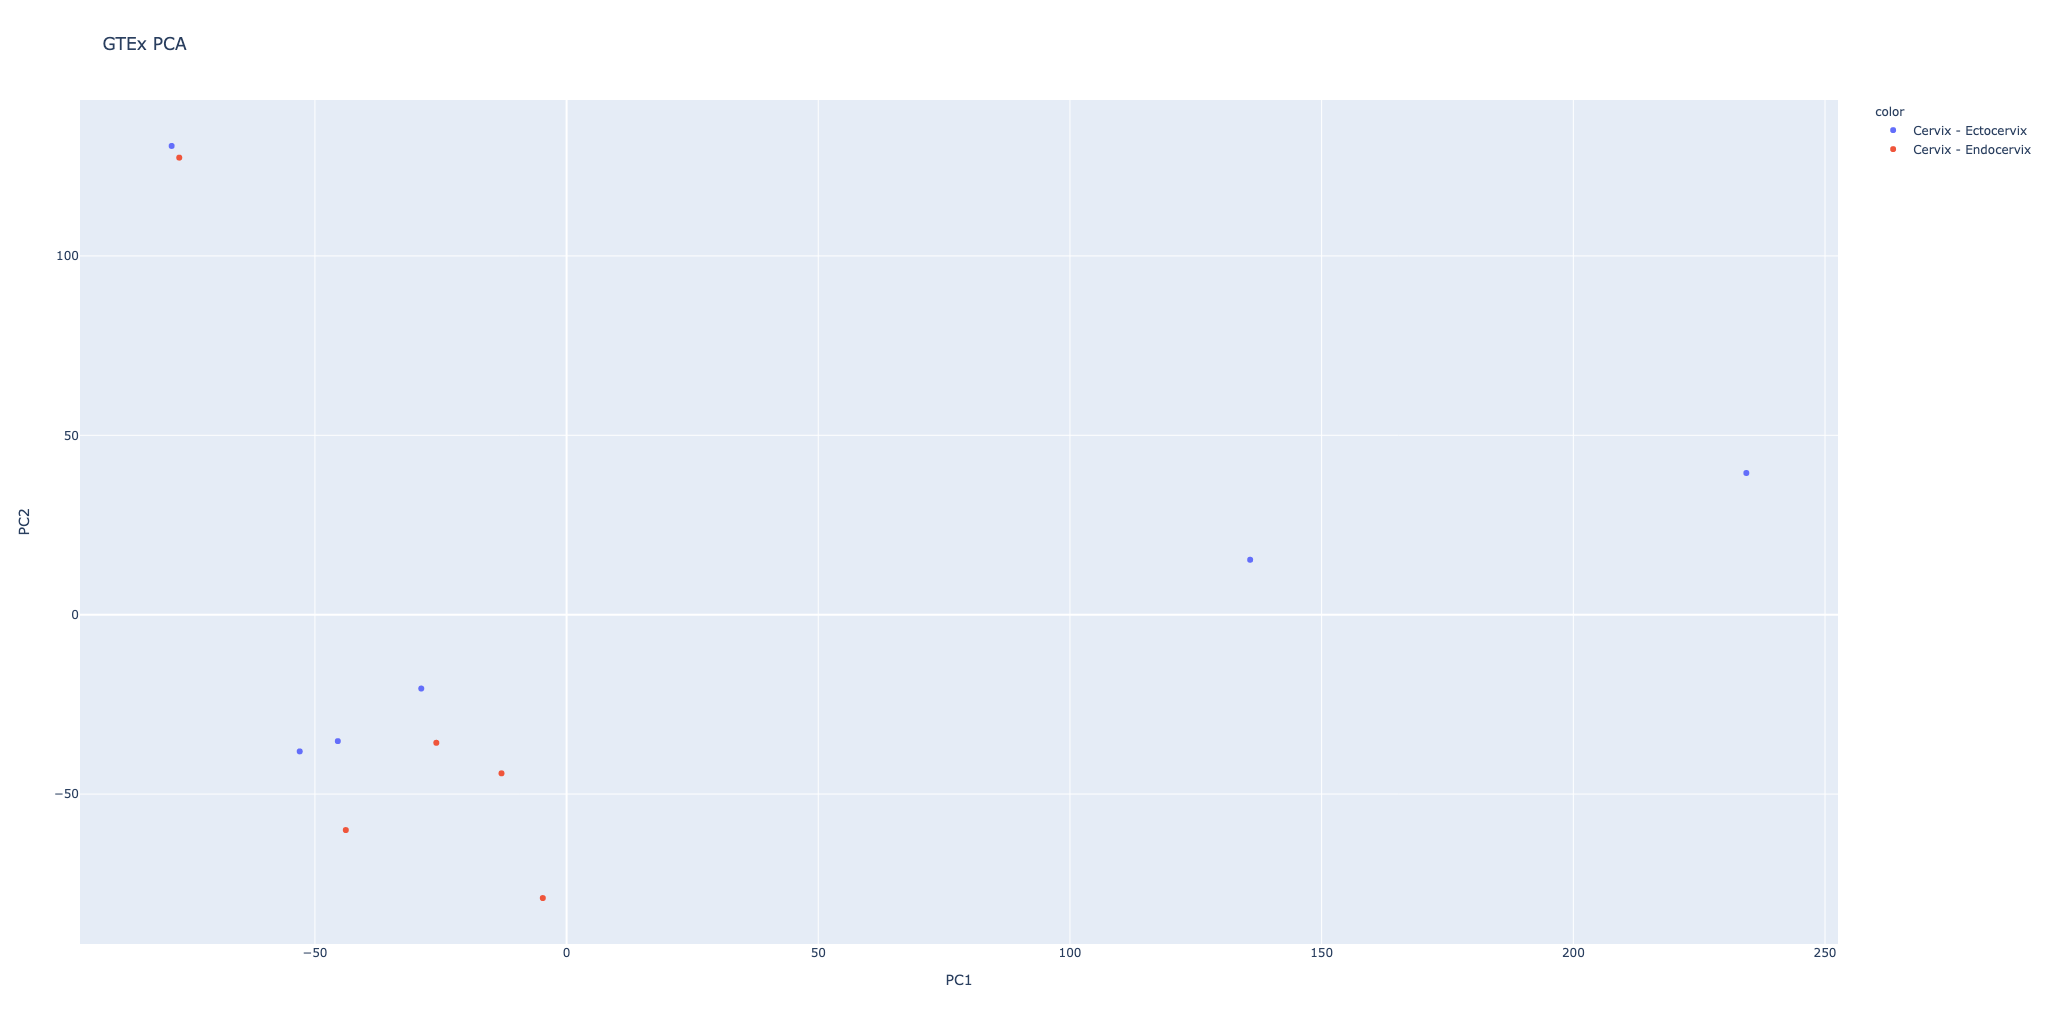 GTEx PCA
color
Cervix - Ectocervix
Cervix - Endocervix
100
50
0
−50
PC2
−50
0
50
100
150
200
250
PC1